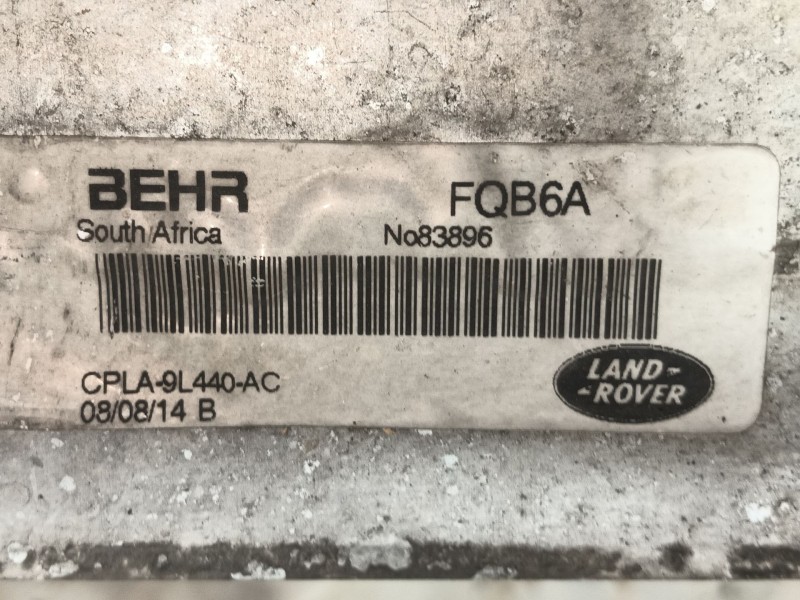 BEHR FQB6A
South Africa No83896
CPLA-9L440-AC
08/08/14 B
LAND-
-ROVER